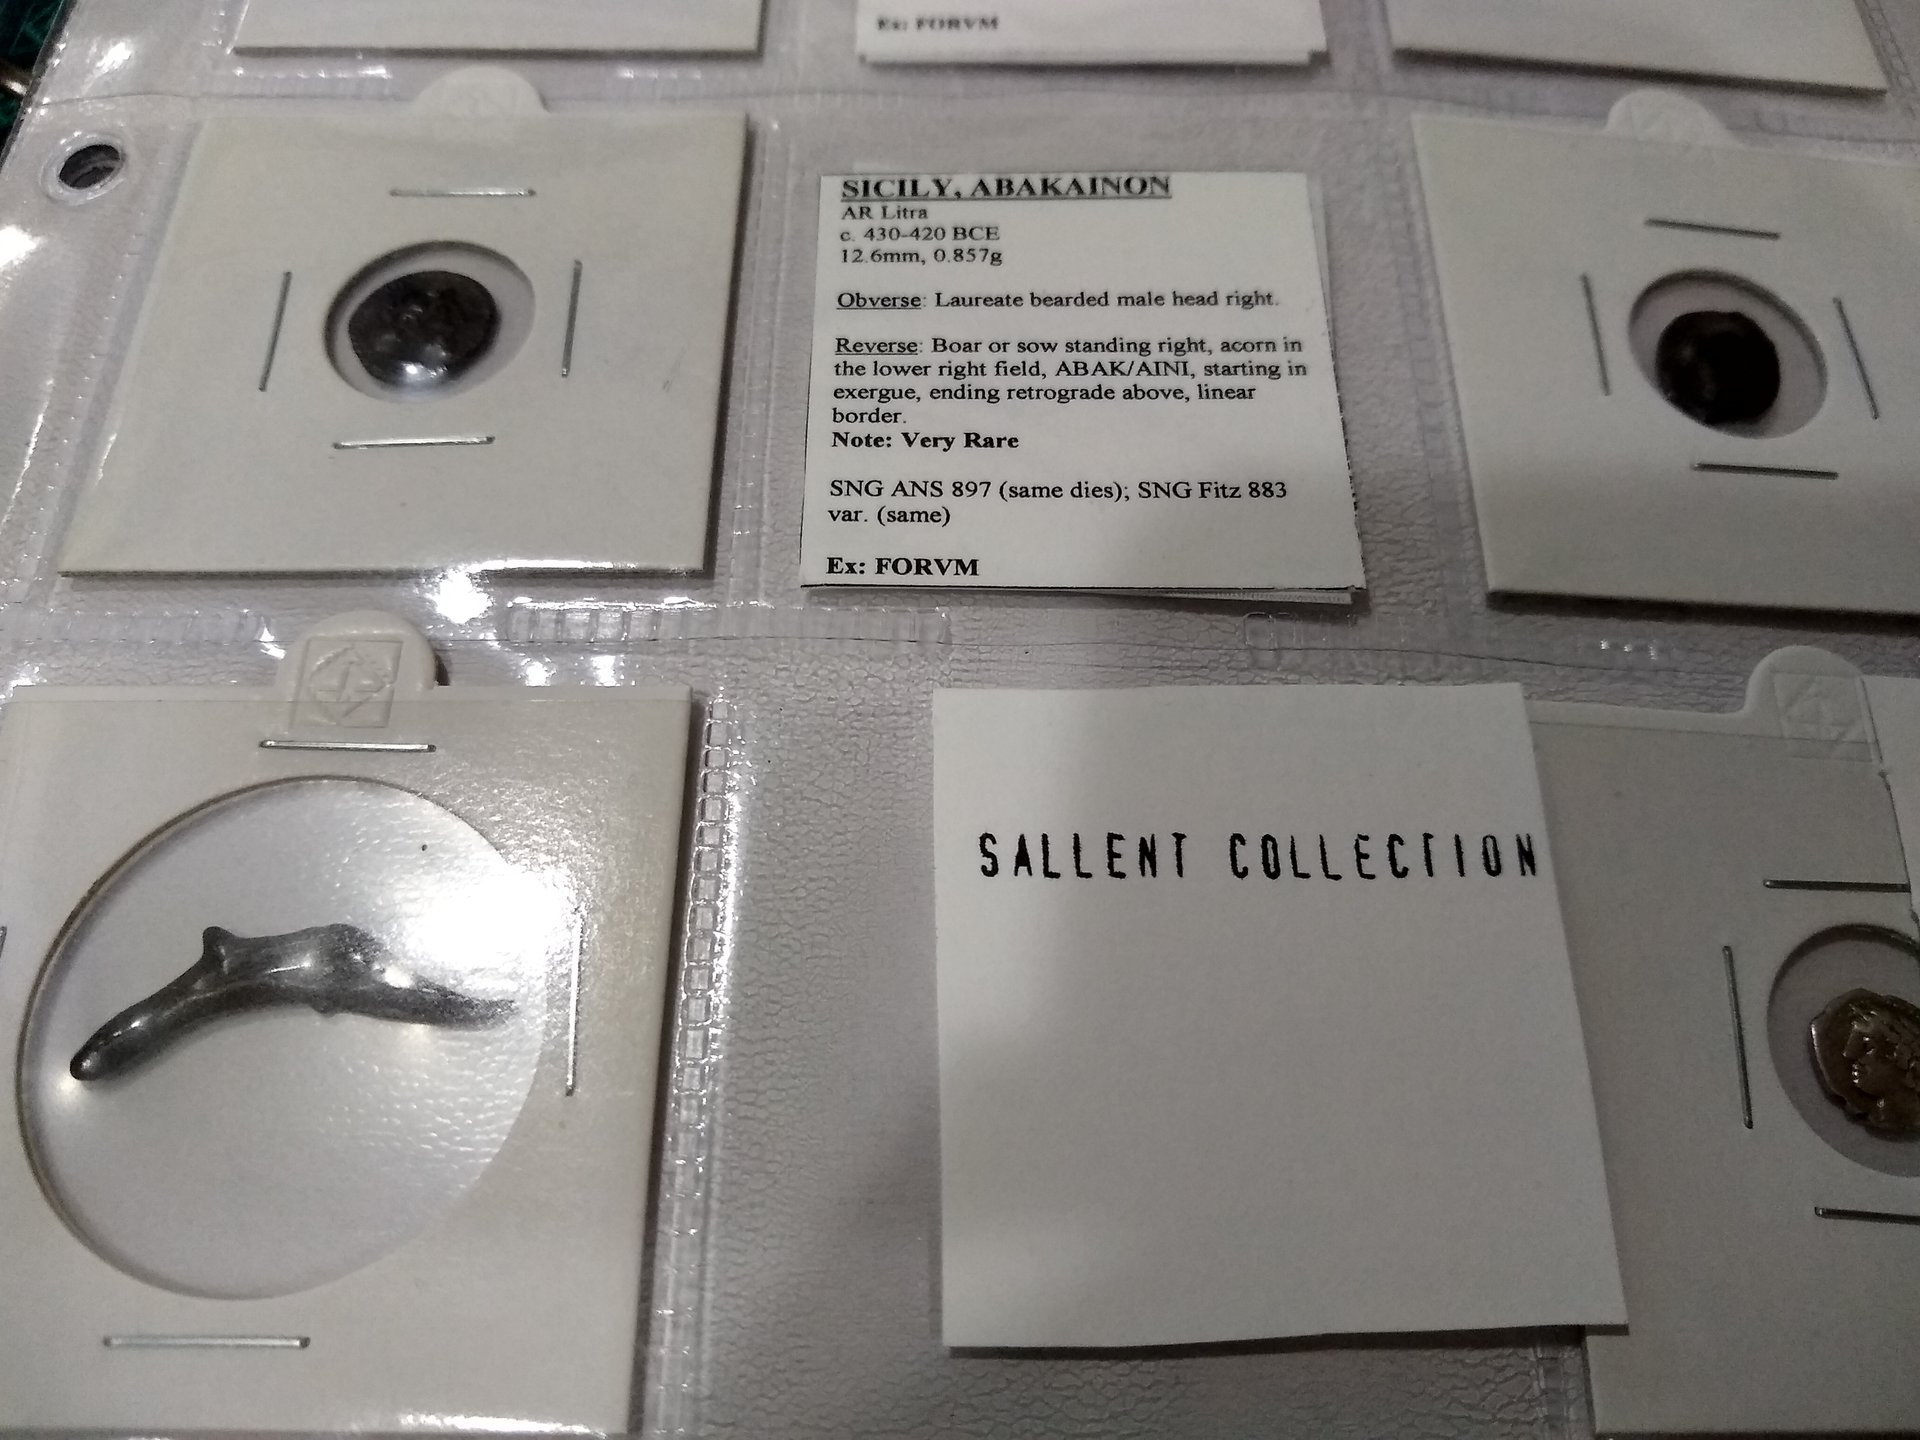 Ex: FORVM
SICILY, ABAKAINON
AR Litra
c. 430-420 BCE
12.6mm, 0.857g
Obverse: Laureate bearded male head right.
Reverse: Boar or sow standing right, acorn in
the lower right field, ABAK/AINI, starting in
exergue, ending retrograde above, linear
border.
Note: Very Rare
SNG ANS 897 (same dies); SNG Fitz 883
var. (same)
Ex: FORVM
SALLENT COLLECTION